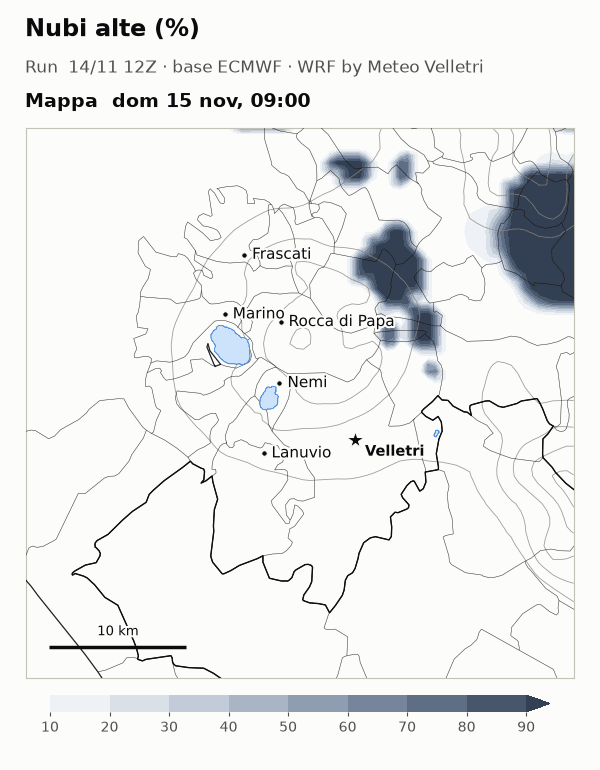 Nubi alte (%)
Run  14/11 12Z · base ECMWF · WRF by Meteo Velletri
Mappa  dom 15 nov, 09:00
Frascati
Marino
Rocca di Papa
Nemi
Velletri
Lanuvio
10 km
10 20 30 40 50 60 70 80 90